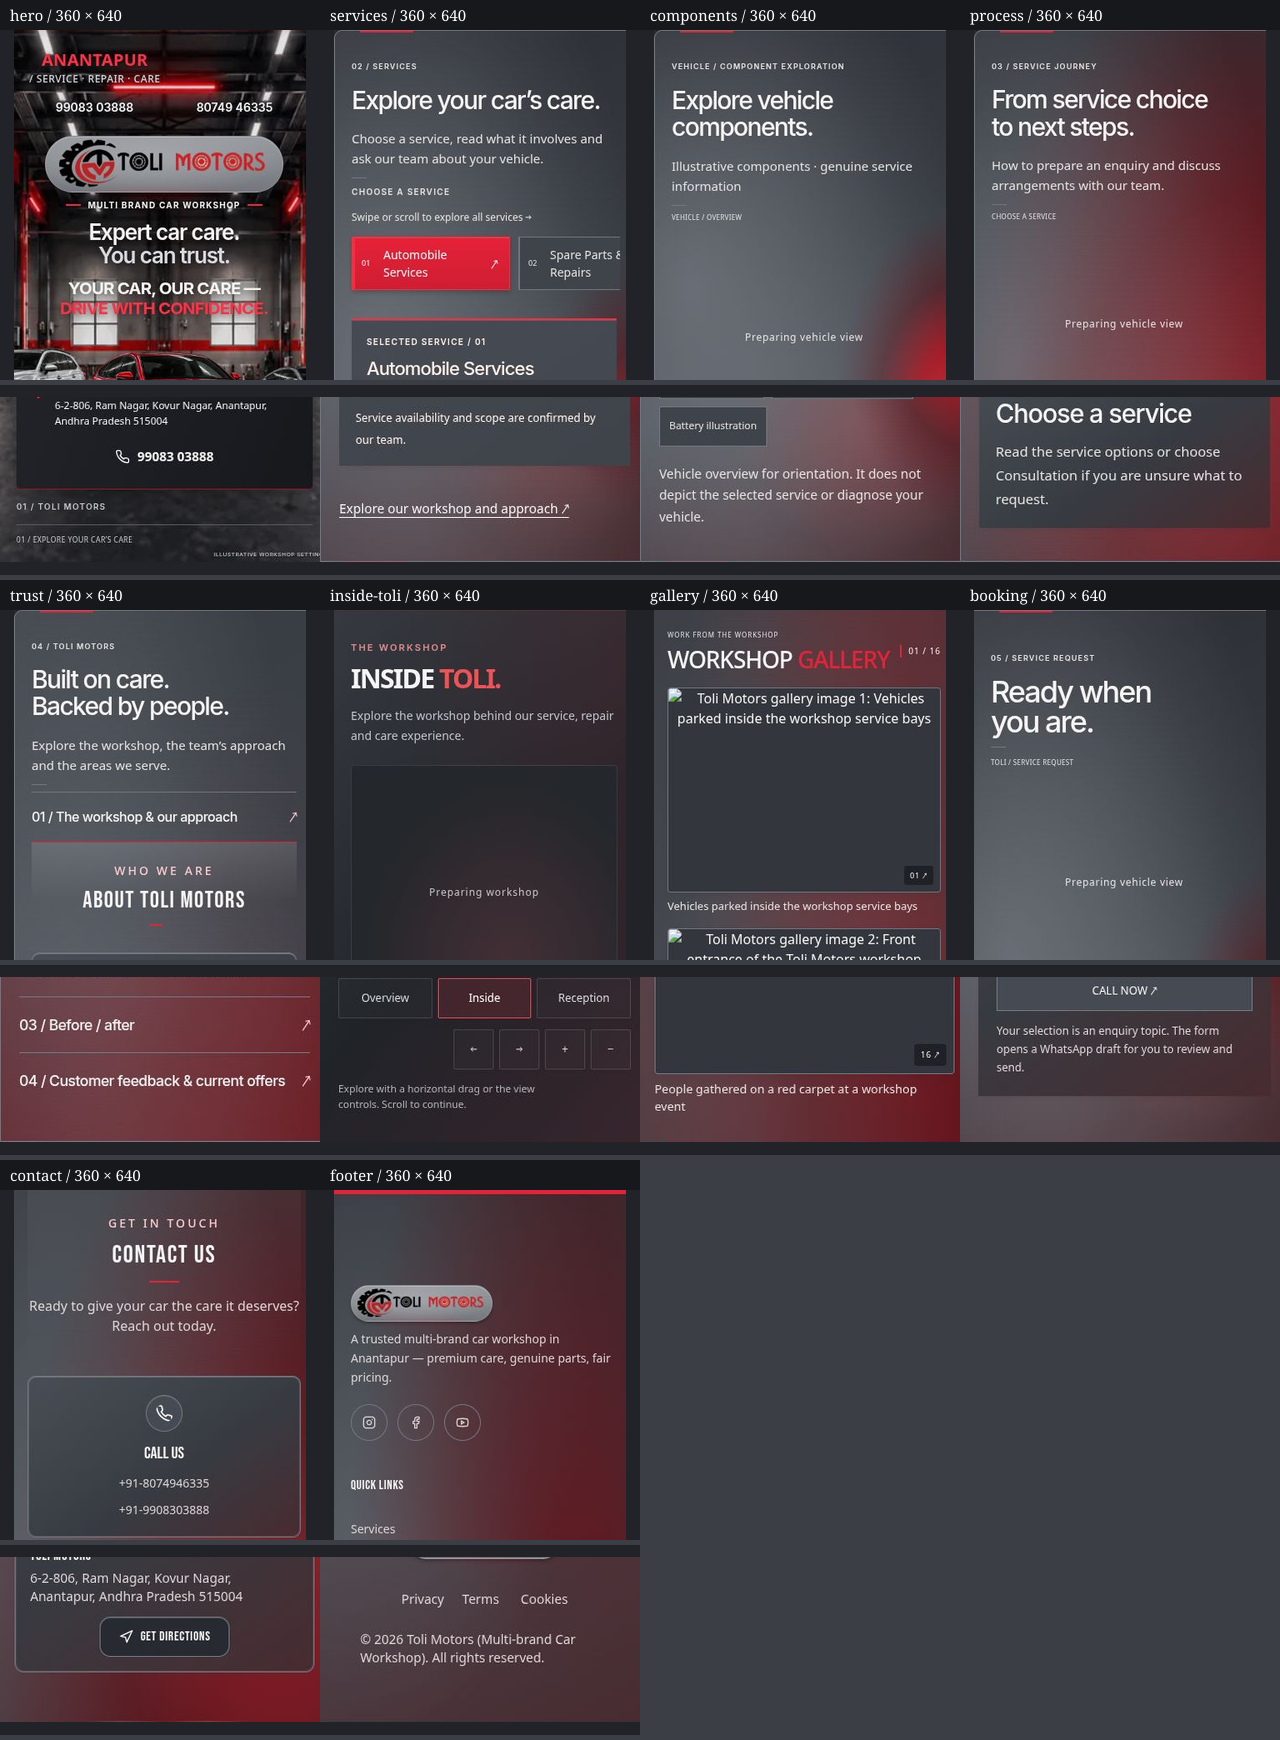 hero / 360 × 640
ANANTAPUR
/ SERVICE · REPAIR · CARE
99083 03888
80749 46335
TOLI MOTORS
MULTI BRAND CAR WORKSHOP
Expert car care.
You can trust.
YOUR CAR, OUR CARE —
DRIVE WITH CONFIDENCE.
services / 360 × 640
02 / SERVICES
Explore your car’s care.
Choose a service, read what it involves and
ask our team about your vehicle.
CHOOSE A SERVICE
Swipe or scroll to explore all services →
01
Automobile
Services ↗
02
Spare Parts &
Repairs
SELECTED SERVICE / 01
Automobile Services
components / 360 × 640
VEHICLE / COMPONENT EXPLORATION
Explore vehicle
components.
Illustrative components · genuine service
information
VEHICLE / OVERVIEW
Preparing vehicle view
process / 360 × 640
03 / SERVICE JOURNEY
From service choice
to next steps.
How to prepare an enquiry and discuss
arrangements with our team.
CHOOSE A SERVICE
Preparing vehicle view
6-2-806, Ram Nagar, Kovur Nagar, Anantapur,
Andhra Pradesh 515004
99083 03888
01 / TOLI MOTORS
01 / EXPLORE YOUR CAR’S CARE
ILLUSTRATIVE WORKSHOP SETTIN
Service availability and scope are confirmed by
our team.
Explore our workshop and approach ↗
Battery illustration
Vehicle overview for orientation. It does not
depict the selected service or diagnose your
vehicle.
Choose a service
Read the service options or choose
Consultation if you are unsure what to
request.
trust / 360 × 640
04 / TOLI MOTORS
Built on care.
Backed by people.
Explore the workshop, the team’s approach
and the areas we serve.
01 / The workshop & our approach ↗
WHO WE ARE
ABOUT TOLI MOTORS
inside-toli / 360 × 640
THE WORKSHOP
INSIDE TOLI.
Explore the workshop behind our service, repair
and care experience.
Preparing workshop
gallery / 360 × 640
WORK FROM THE WORKSHOP
WORKSHOP GALLERY
01 / 16
Toli Motors gallery image 1: Vehicles
parked inside the workshop service bays
01 ↗
Vehicles parked inside the workshop service bays
Toli Motors gallery image 2: Front
entrance of the Toli Motors workshop
booking / 360 × 640
05 / SERVICE REQUEST
Ready when
you are.
TOLI / SERVICE REQUEST
Preparing vehicle view
03 / Before / after ↗
04 / Customer feedback & current offers ↗
Overview
Inside
Reception
← → + −
Explore with a horizontal drag or the view
controls. Scroll to continue.
16 ↗
People gathered on a red carpet at a workshop
event
CALL NOW ↗
Your selection is an enquiry topic. The form
opens a WhatsApp draft for you to review and
send.
contact / 360 × 640
GET IN TOUCH
CONTACT US
Ready to give your car the care it deserves?
Reach out today.
CALL US
+91-8074946335
+91-9908303888
footer / 360 × 640
TOLI MOTORS
A trusted multi-brand car workshop in
Anantapur — premium care, genuine parts, fair
pricing.
QUICK LINKS
Services
TOLI MOTORS
6-2-806, Ram Nagar, Kovur Nagar,
Anantapur, Andhra Pradesh 515004
GET DIRECTIONS
Privacy
Terms
Cookies
© 2026 Toli Motors (Multi-brand Car
Workshop). All rights reserved.